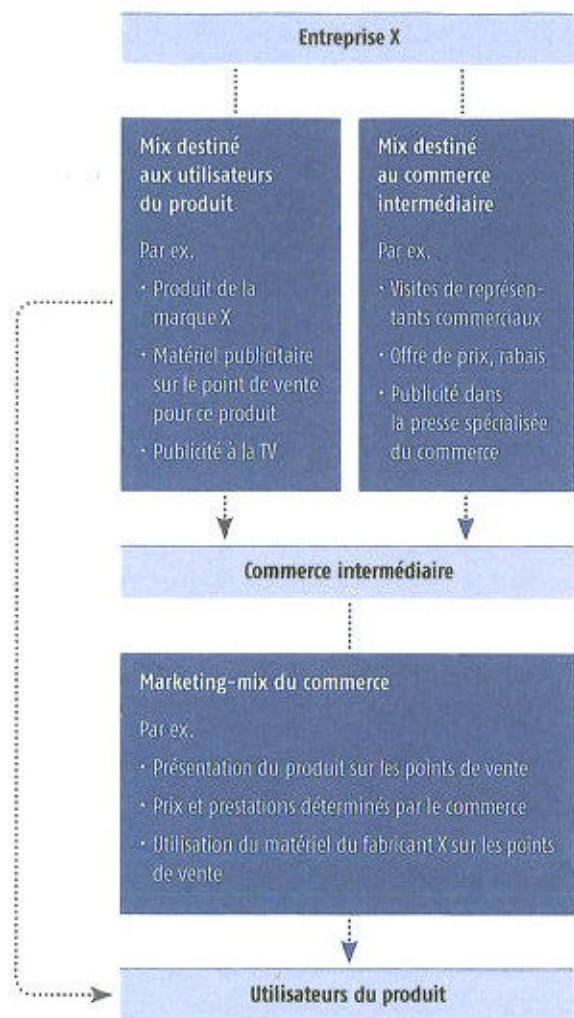 Entreprise X
Mix destiné
aux utilisateurs
du produit
Par ex.
• Produit de la
marque X
• Matériel publicitaire
sur le point de vente
pour ce produit
• Publicité à la TV
Mix destiné
au commerce
intermédiaire
Par ex.
• Visites de représen-
tants commerciaux
• Offre de prix, rabais
• Publicité dans
la presse spécialisée
du commerce
Commerce intermédiaire
Marketing-mix du commerce
Par ex.
• Présentation du produit sur les points de vente
• Prix et prestations déterminés par le commerce
• Utilisation du matériel du fabricant X sur les points
de vente
Utilisateurs du produit